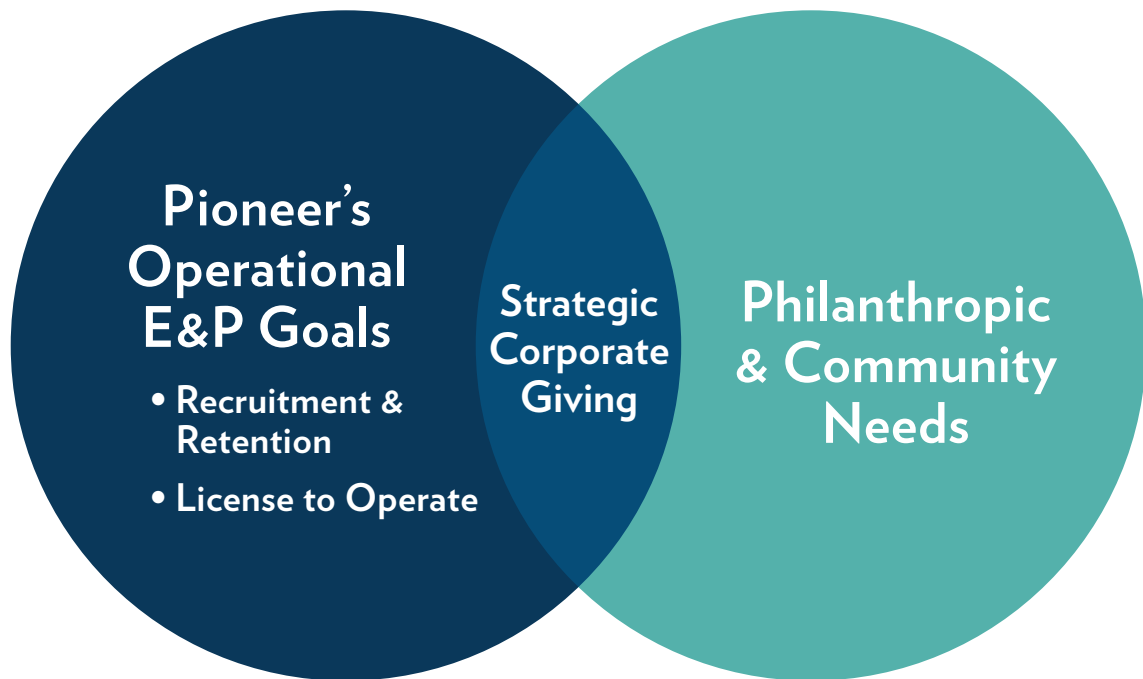 Pioneer’s
Operational
E&P Goals
• Recruitment &
Retention
• License to Operate
Strategic
Corporate
Giving
Philanthropic
& Community
Needs